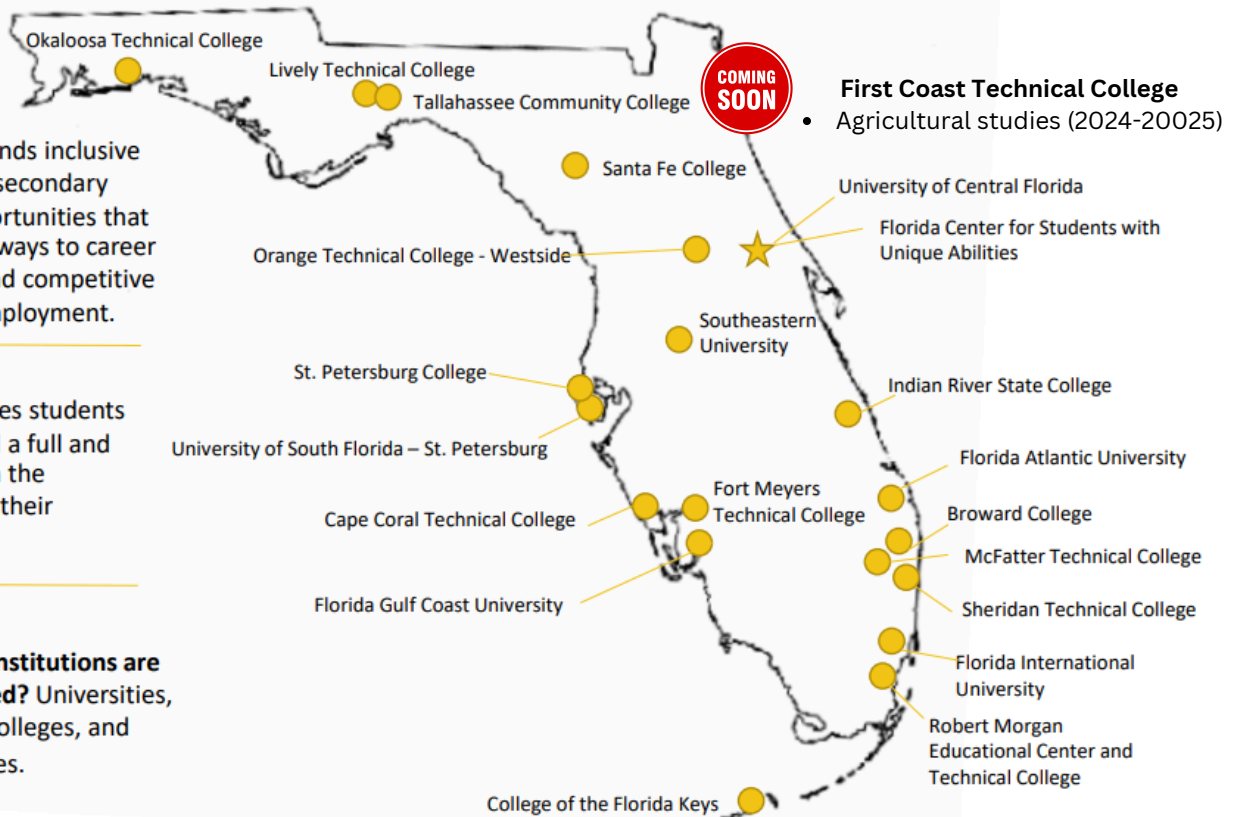 Okaloosa Technical College
Lively Technical College
Tallahassee Community College
COMING
SOON
First Coast Technical College
• Agricultural studies (2024-20025)
nds inclusive
secondary
ortunities that
ways to career
nd competitive
nployment.
Santa Fe College
University of Central Florida
Florida Center for Students with
Unique Abilities
Orange Technical College - Westside
Southeastern
University
St. Petersburg College
Indian River State College
es students
a full and
the
their
University of South Florida – St. Petersburg
Florida Atlantic University
Fort Meyers
Technical College
Cape Coral Technical College
Broward College
McFatter Technical College
Florida Gulf Coast University
Sheridan Technical College
nstitutions are
ed? Universities,
olleges, and
es.
Florida International
University
Robert Morgan
Educational Center and
Technical College
College of the Florida Keys